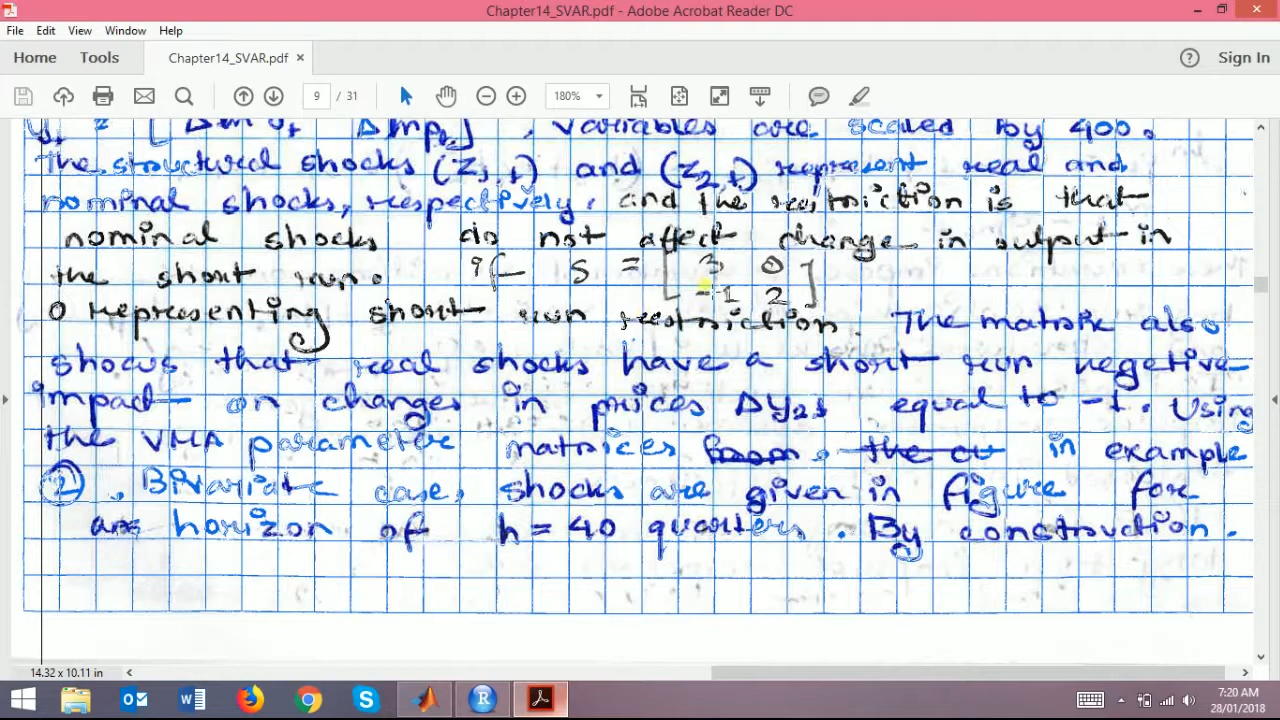 Chapter14_SVAR.pdf - Adobe Acrobat Reader DC
File Edit View Window Help
Home Tools Chapter14_SVAR.pdf × Sign In
9 / 31 180%
variables are scaled by 400.
the structural shocks (z1,t) and (z2,t) represent real and
nominal shocks, respectively. and the restriction is that
nominal shocks do not affect change in output in
the short run. If S = [ 3 0
-1 2 ]
0 representing short run restriction. The matrix also
shows that real shocks have a short run negetive
impact on changes in prices Δy2t equal to -1. Using
the VMA parameter matrices in example
(2). Bivariate case, shocks are given in figure for
horizon of h = 40 quarters. By construction.
14.32 x 10.11 in
7:20 AM
28/01/2018